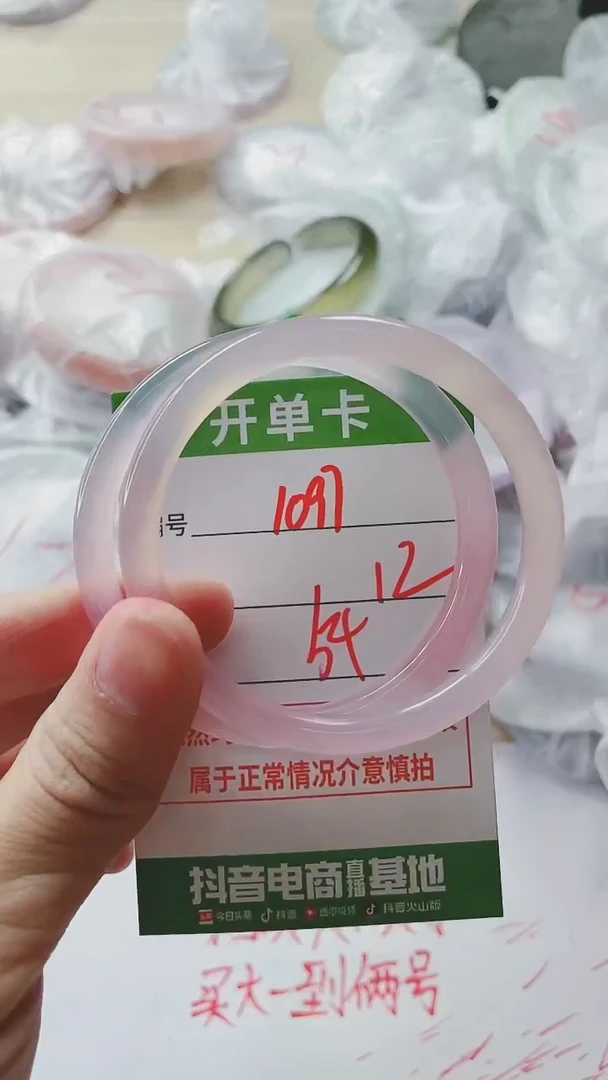 开单卡
号 1097
12
54
属于正常情况介意慎拍
抖音电商直播基地
今日头条 抖音 西瓜视频 抖音火山版
买大一到俩号